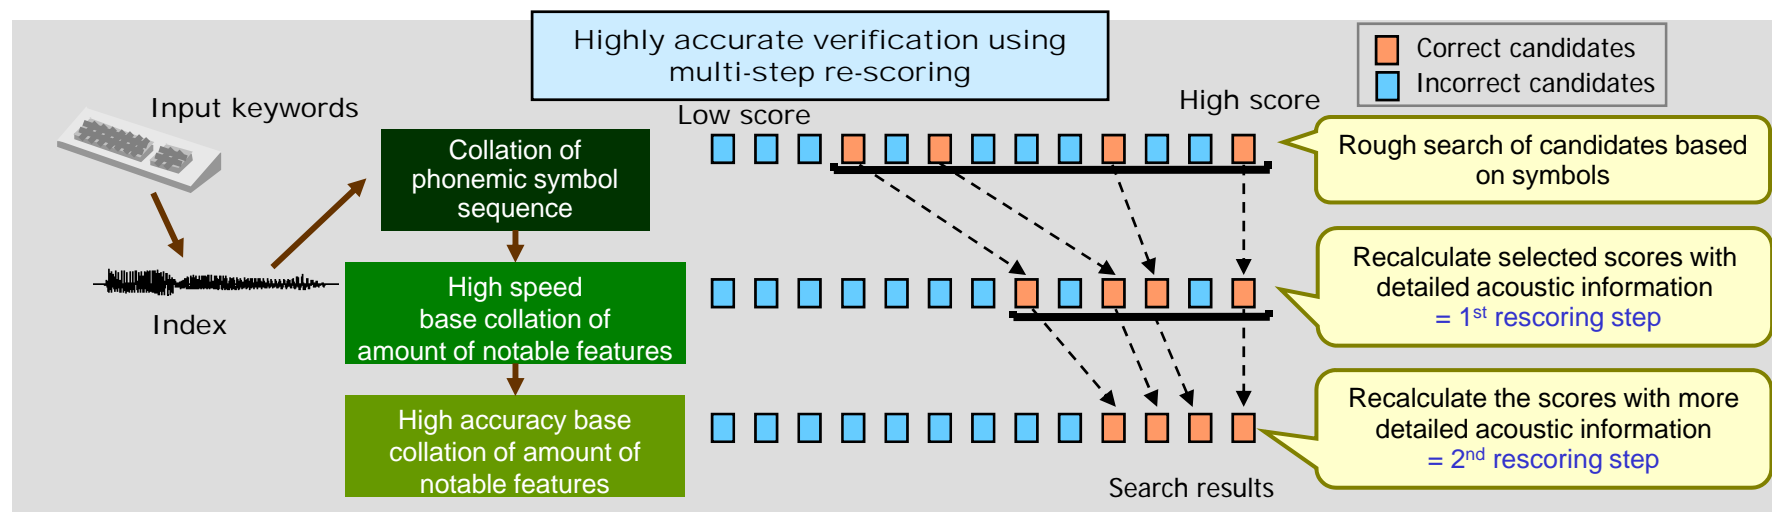 Highly accurate verification using
multi-step re-scoring
Correct candidates
Incorrect candidates
Input keywords
Low score
High score
Collation of
phonemic symbol
sequence
Rough search of candidates based
on symbols
Index
High speed
base collation of
amount of notable features
Recalculate selected scores with
detailed acoustic information
= 1st rescoring step
High accuracy base
collation of amount of
notable features
Recalculate the scores with more
detailed acoustic information
= 2nd rescoring step
Search results